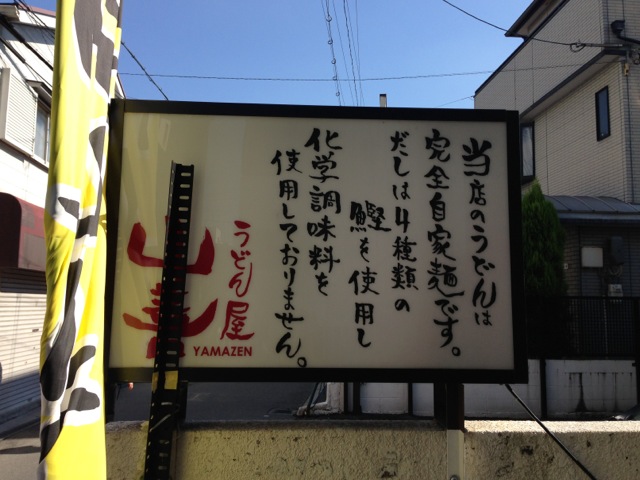 当店のうどんは
完全自家麺です。
だしは4種類の
鰹を使用し
化学調味料を
使用しておりません。
うどん屋
山善
YAMAZEN